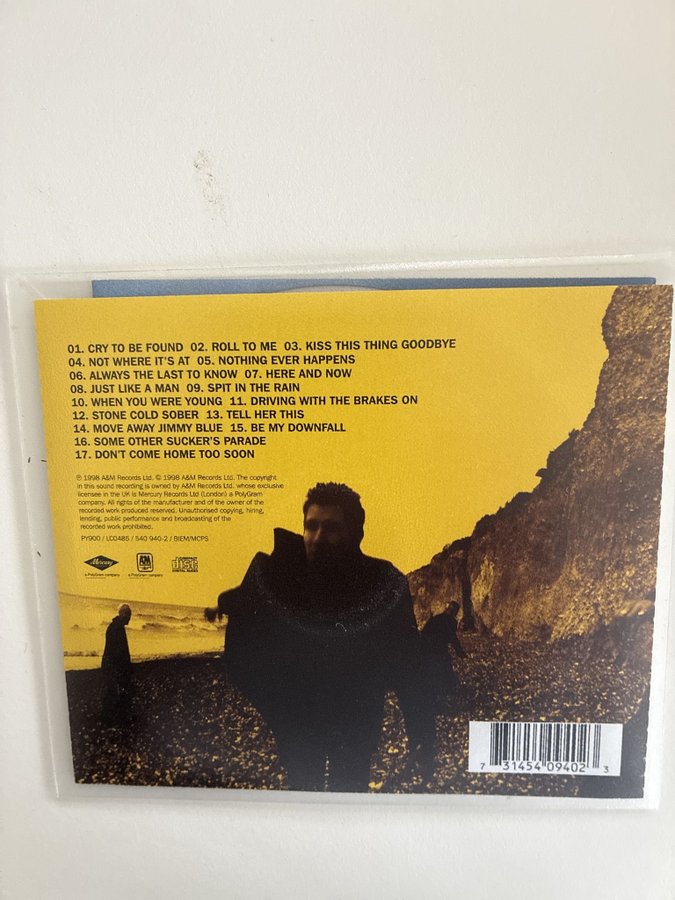 01. CRY TO BE FOUND 02. ROLL TO ME 03. KISS THIS THING GOODBYE
04. NOT WHERE IT'S AT 05. NOTHING EVER HAPPENS
06. ALWAYS THE LAST TO KNOW 07. HERE AND NOW
08. JUST LIKE A MAN 09. SPIT IN THE RAIN
10. WHEN YOU WERE YOUNG 11. DRIVING WITH THE BRAKES ON
12. STONE COLD SOBER 13. TELL HER THIS
14. MOVE AWAY JIMMY BLUE 15. BE MY DOWNFALL
16. SOME OTHER SUCKER'S PARADE
17. DON'T COME HOME TOO SOON
℗ 1998 A&M Records Ltd. © 1998 A&M Records Ltd. The copyright
in this sound recording is owned by A&M Records Ltd. whose exclusive
licensee in the UK is Mercury Records Ltd (London) a PolyGram
company. All rights of the manufacturer and of the owner of the
recorded work produced reserved. Unauthorised copying, hiring,
lending, public performance and broadcasting of the
recorded work prohibited.
PY900 / LC0485 / 540 940-2 / BIEM/MCPS
Mercury
a PolyGram company
A&M
a PolyGram company
COMPACT
disc
DIGITAL AUDIO
7 31454 09402 3